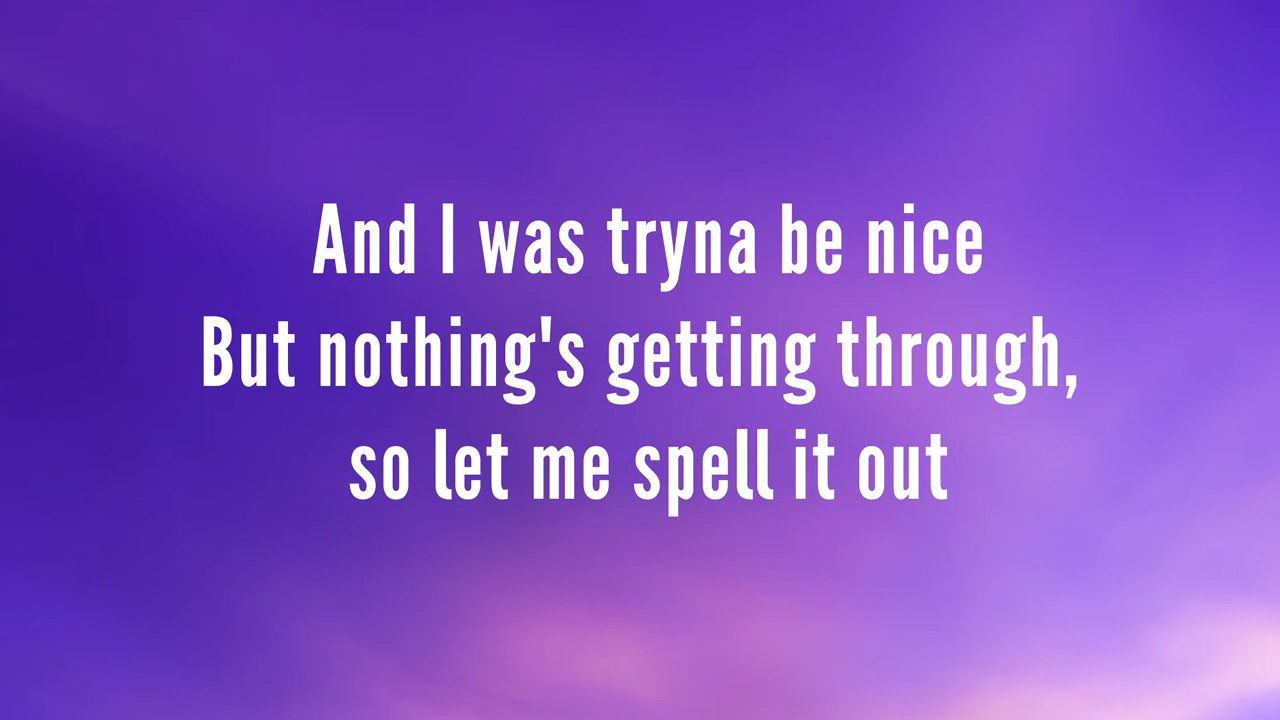 And I was tryna be nice
But nothing's getting through,
so let me spell it out